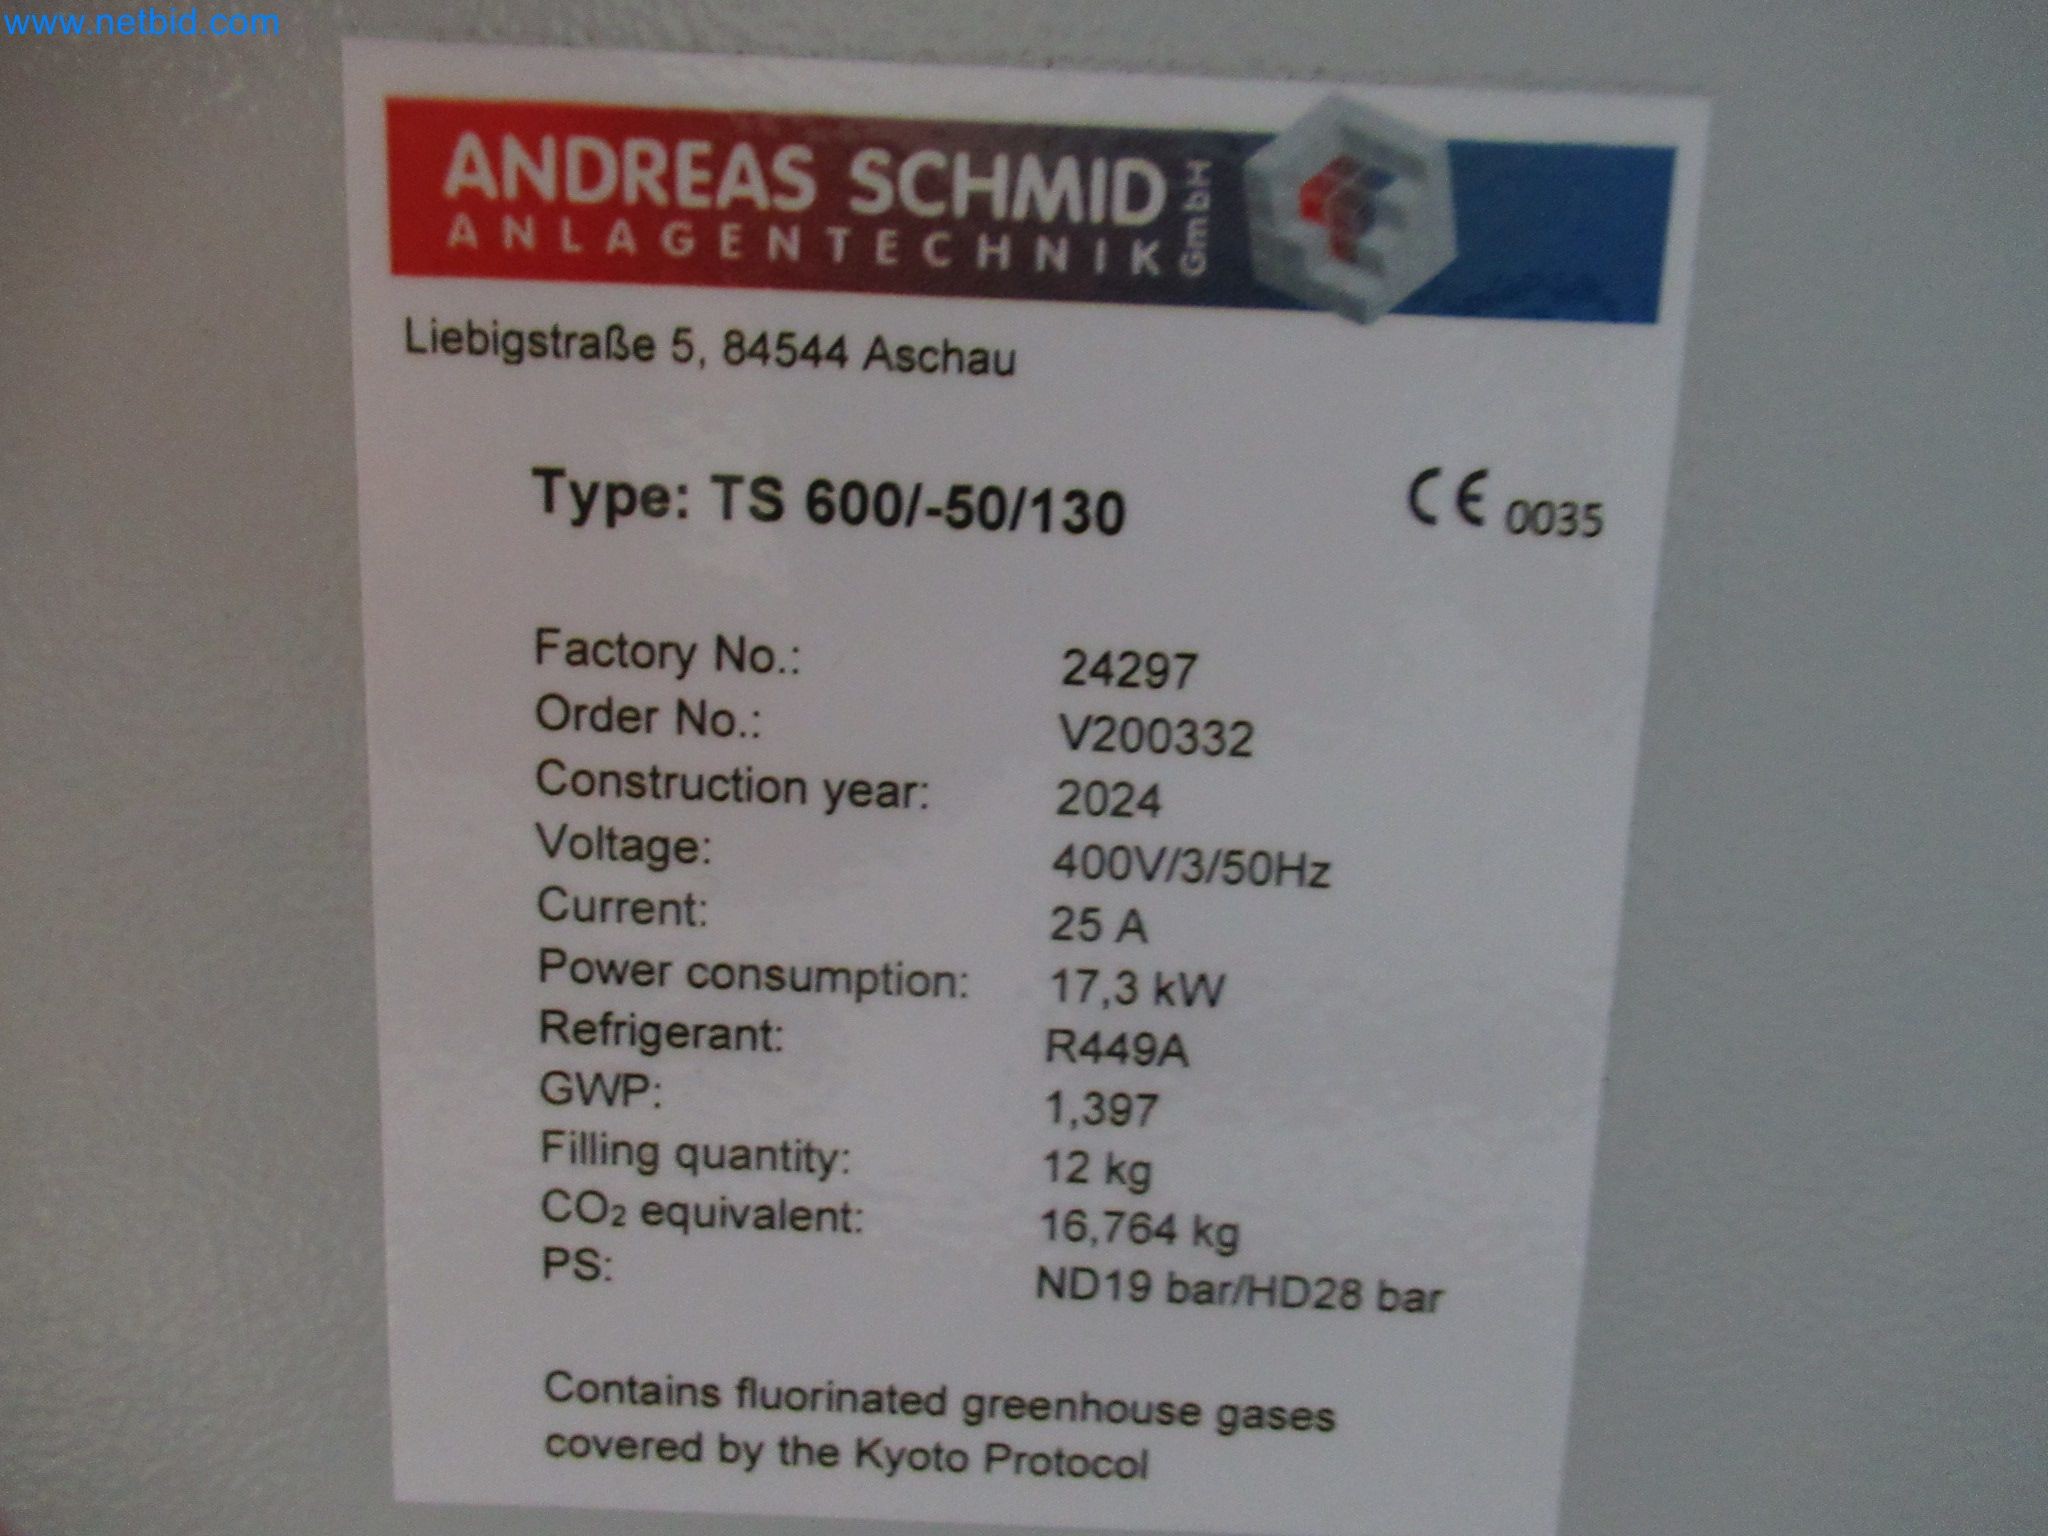 www.netbid.com
ANDREAS SCHMID GmbH
ANLAGENTECHNIK
Liebigstraße 5, 84544 Aschau
Type: TS 600/-50/130 CE 0035
Factory No.: 24297
Order No.: V200332
Construction year: 2024
Voltage: 400V/3/50Hz
Current: 25 A
Power consumption: 17,3 kW
Refrigerant: R449A
GWP: 1,397
Filling quantity: 12 kg
CO₂ equivalent: 16,764 kg
PS: ND19 bar/HD28 bar
Contains fluorinated greenhouse gases
covered by the Kyoto Protocol